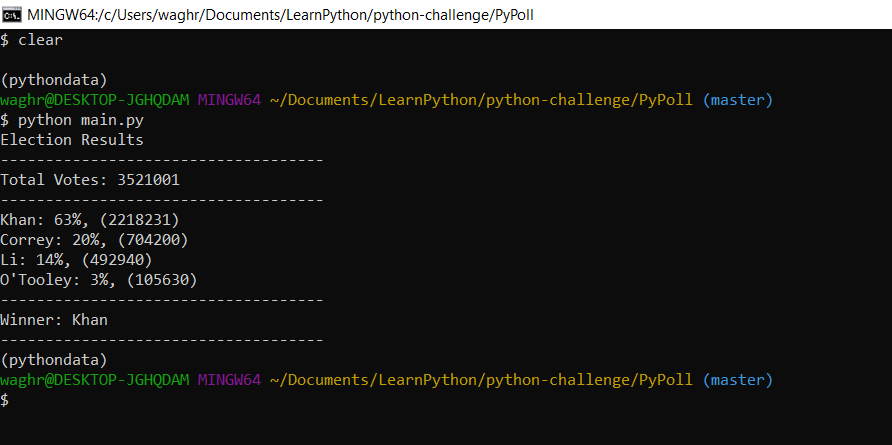 MINGW64:/c/Users/waghr/Documents/LearnPython/python-challenge/PyPoll
$ clear
(pythondata)
waghr@DESKTOP-JGHQDAM MINGW64 ~/Documents/LearnPython/python-challenge/PyPoll (master)
$ python main.py
Election Results
------------------------------------
Total Votes: 3521001
------------------------------------
Khan: 63%, (2218231)
Correy: 20%, (704200)
Li: 14%, (492940)
O'Tooley: 3%, (105630)
------------------------------------
Winner: Khan
------------------------------------
(pythondata)
waghr@DESKTOP-JGHQDAM MINGW64 ~/Documents/LearnPython/python-challenge/PyPoll (master)
$